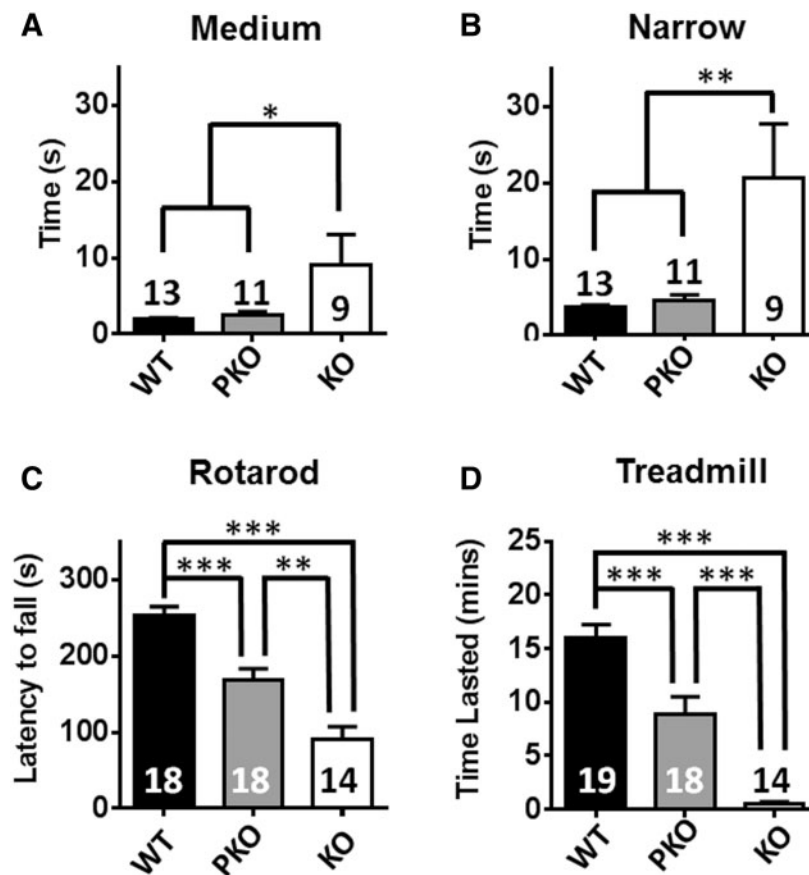 A
Medium
Time (s)
30
20
10
0
*
13
11
9
WT
PKO
KO
B
Narrow
Time (s)
30
20
10
0
**
13
11
9
WT
PKO
KO
C
Rotarod
Latency to fall (s)
300
200
100
0
***
***
**
18
18
14
WT
PKO
KO
D
Treadmill
Time Lasted (mins)
25
20
15
10
5
0
***
***
***
19
18
14
WT
PKO
KO